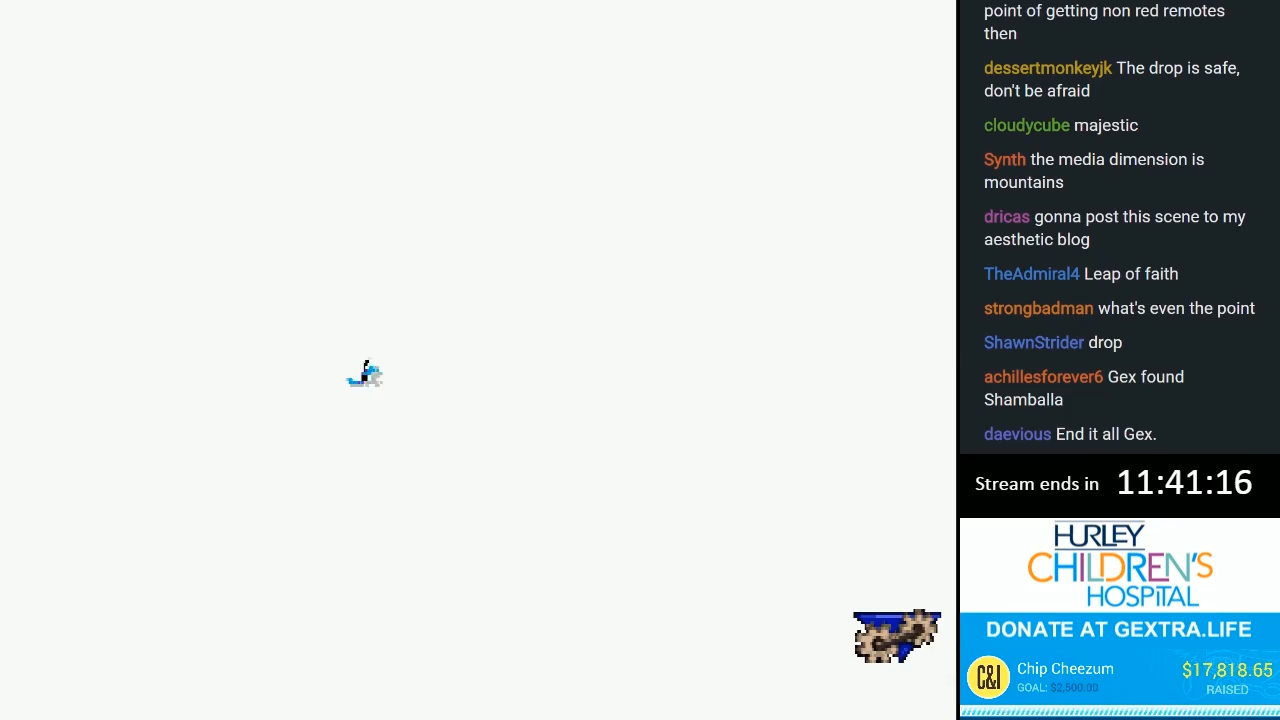 point of getting non red remotes
then
dessertmonkeyjk The drop is safe,
don't be afraid
cloudycube majestic
Synth the media dimension is
mountains
dricas gonna post this scene to my
aesthetic blog
TheAdmiral4 Leap of faith
strongbadman what's even the point
ShawnStrider drop
achillesforever6 Gex found
Shamballa
daevious End it all Gex.
Stream ends in 11:41:16
HURLEY
CHILDREN'S
HOSPITAL
DONATE AT GEXTRA.LIFE
C&I
Chip Cheezum
GOAL: $2,500.00
$17,818.65
RAISED